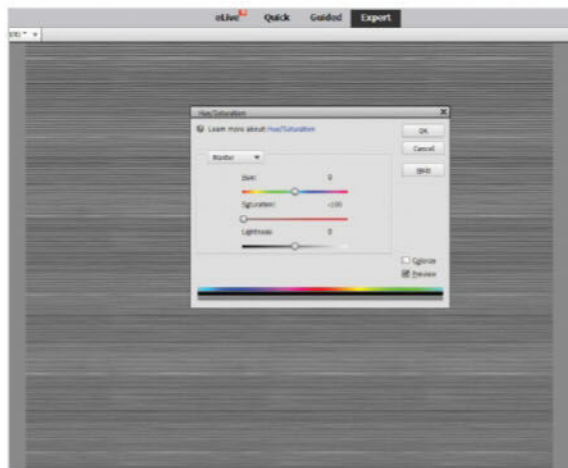 eLive Quick Guided Expert
Hue/Saturation
Learn more about: Hue/Saturation
OK
Cancel
Help
Master
Hue: 0
Saturation: -100
Lightness: 0
Colorize
Preview